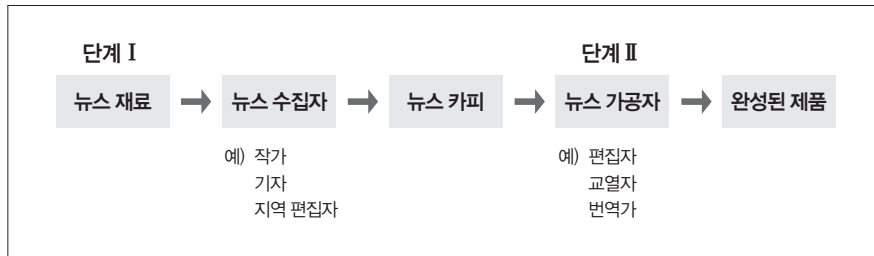 단계 Ⅰ 단계 Ⅱ
뉴스 재료 뉴스 수집자 뉴스 카피 뉴스 가공자 완성된 제품
예) 작가 예) 편집자
기자 교열자
지역 편집자 번역가